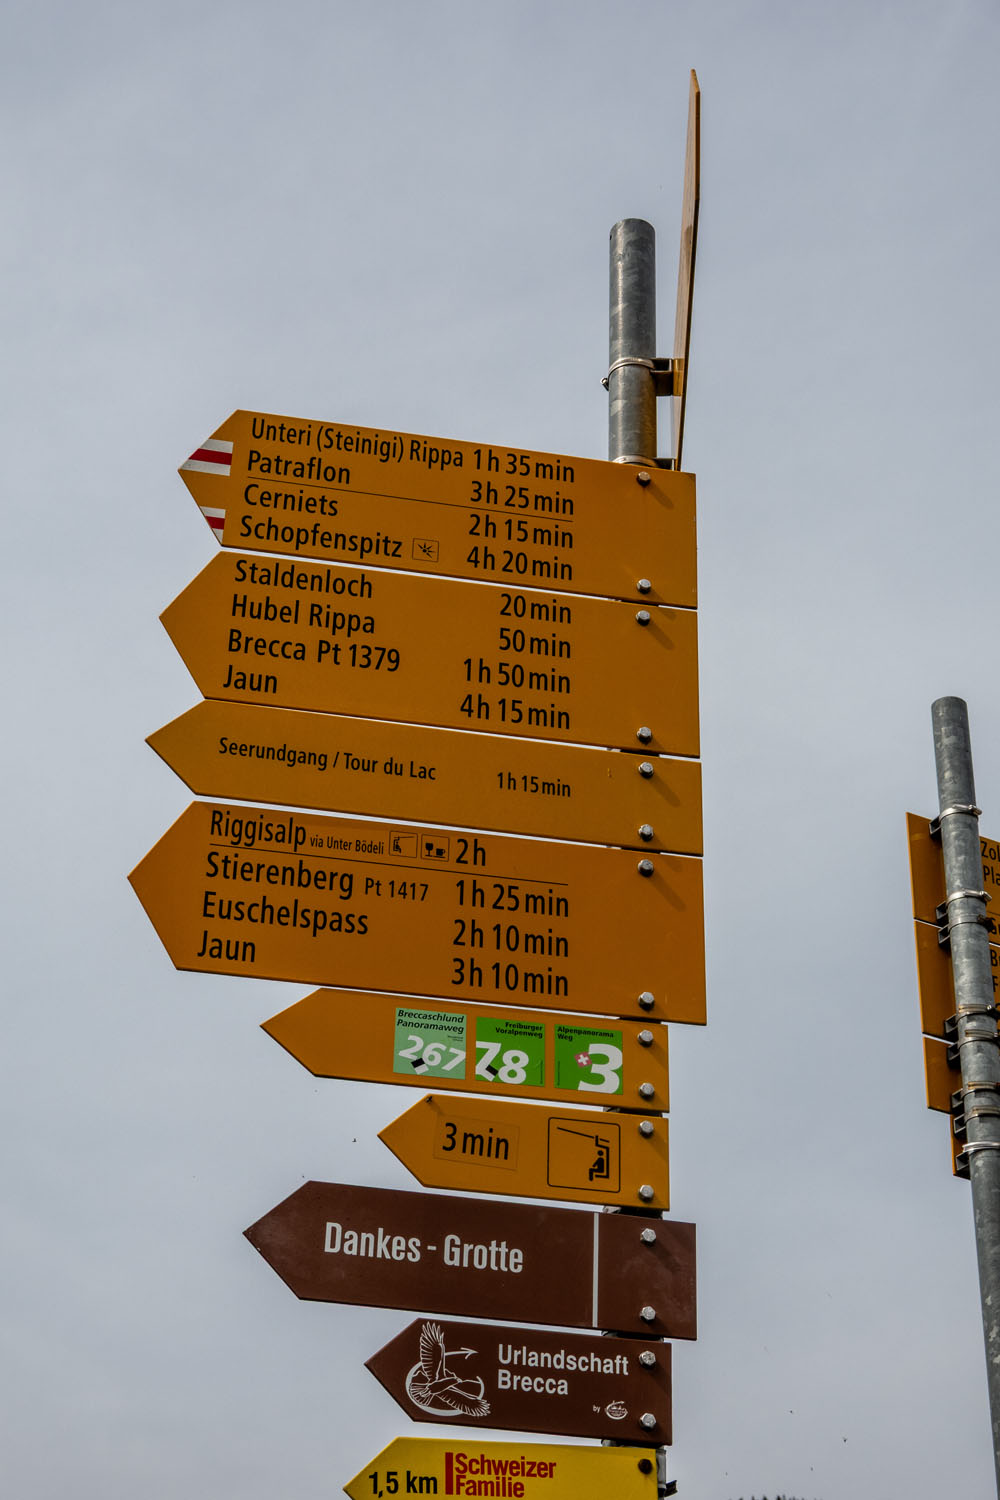 Unteri (Steinigi) Rippa 1h 35min
Patraflon 3h 25min
Cerniets 2h 15min
Schopfenspitz 4h 20min
Staldenloch 20min
Hubel Rippa 50min
Brecca Pt 1379 1h 50min
Jaun 4h 15min
Seerundgang / Tour du Lac 1h 15min
Riggisalp via Unter Bödeli 2h
Stierenberg Pt 1417 1h 25min
Euschelspass 2h 10min
Jaun 3h 10min
Breccaschlund
Panoramaweg
267
Freiburger
Voralpenweg
78
Alpenpanorama
Weg
3
3min
Dankes - Grotte
Urlandschaft
Brecca
by
1,5 km Schweizer
Familie